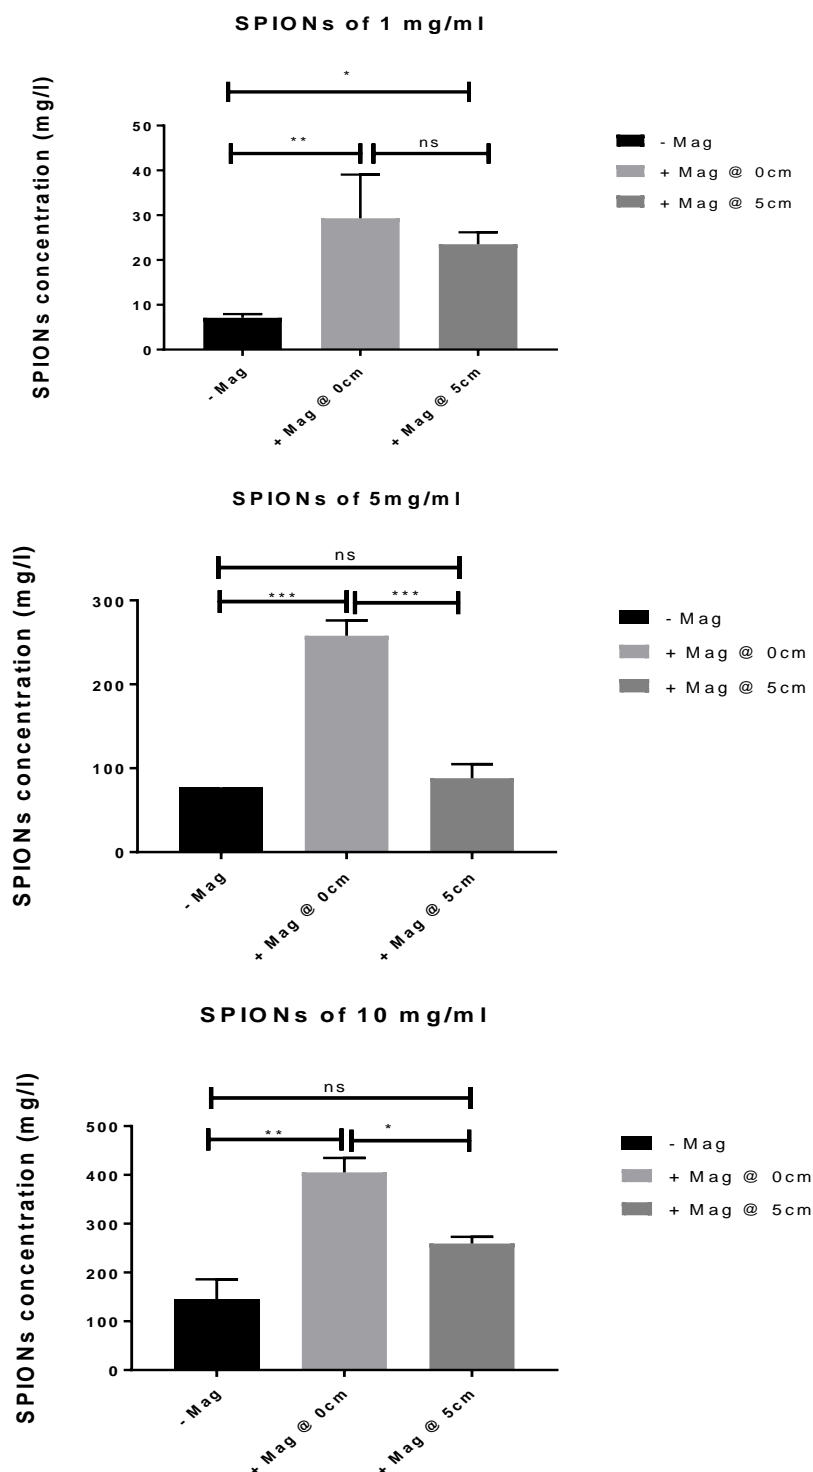 SPIONs of 1 mg/ml
SPIONs concentration (mg/l)
*
**
ns
50
40
30
20
10
0
- Mag
+ Mag @ 0cm
+ Mag @ 5cm
- Mag
+ Mag @ 0cm
+ Mag @ 5cm
SPIONs of 5mg/ml
SPIONs concentration (mg/l)
ns
***
***
300
200
100
0
- Mag
+ Mag @ 0cm
+ Mag @ 5cm
- Mag
+ Mag @ 0cm
+ Mag @ 5cm
SPIONs of 10 mg/ml
SPIONs concentration (mg/l)
ns
**
*
500
400
300
200
100
0
- Mag
+ Mag @ 0cm
+ Mag @ 5cm
- Mag
+ Mag @ 0cm
+ Mag @ 5cm